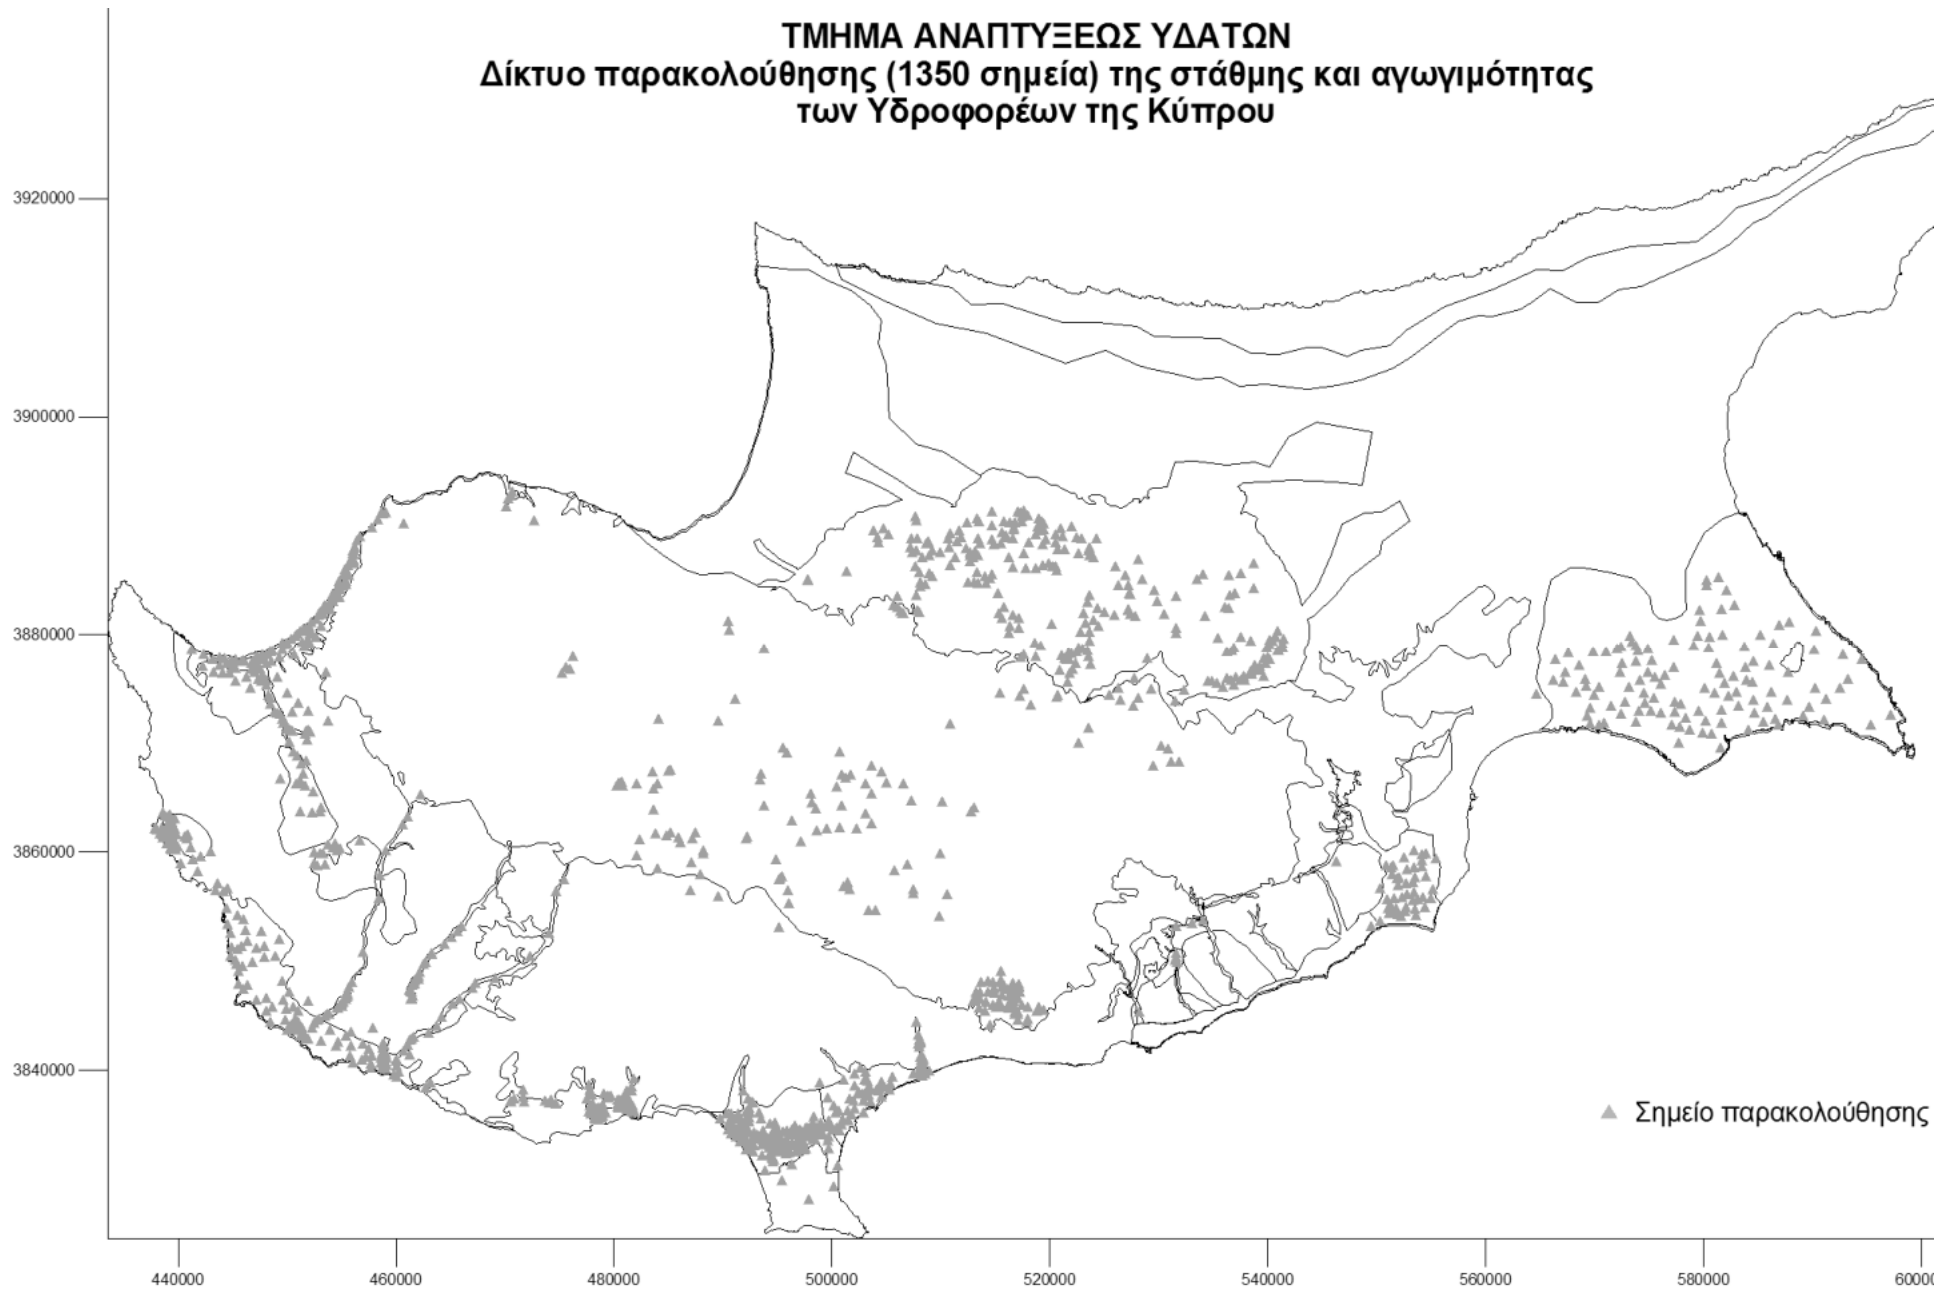 ΤΜΗΜΑ ΑΝΑΠΤΥΞΕΩΣ ΥΔΑΤΩΝ
Δίκτυο παρακολούθησης (1350 σημεία) της στάθμης και αγωγιμότητας
των Υδροφορέων της Κύπρου
3920000
3900000
3880000
3860000
3840000
Σημείο παρακολούθησης
440000 460000 480000 500000 520000 540000 560000 580000 60000